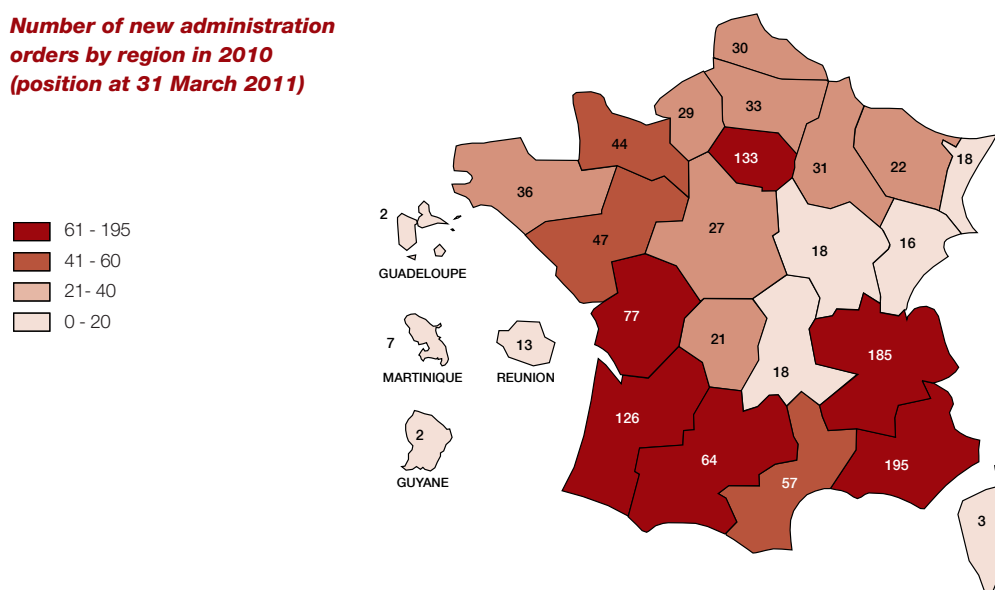 Number of new administration
orders by region in 2010
(position at 31 March 2011)
61 - 195
41 - 60
21- 40
0 - 20
30
29
33
44
133
31
22
18
36
2
47
27
18
16
GUADELOUPE
77
21
18
185
7
13
MARTINIQUE
REUNION
126
2
64
57
195
GUYANE
3